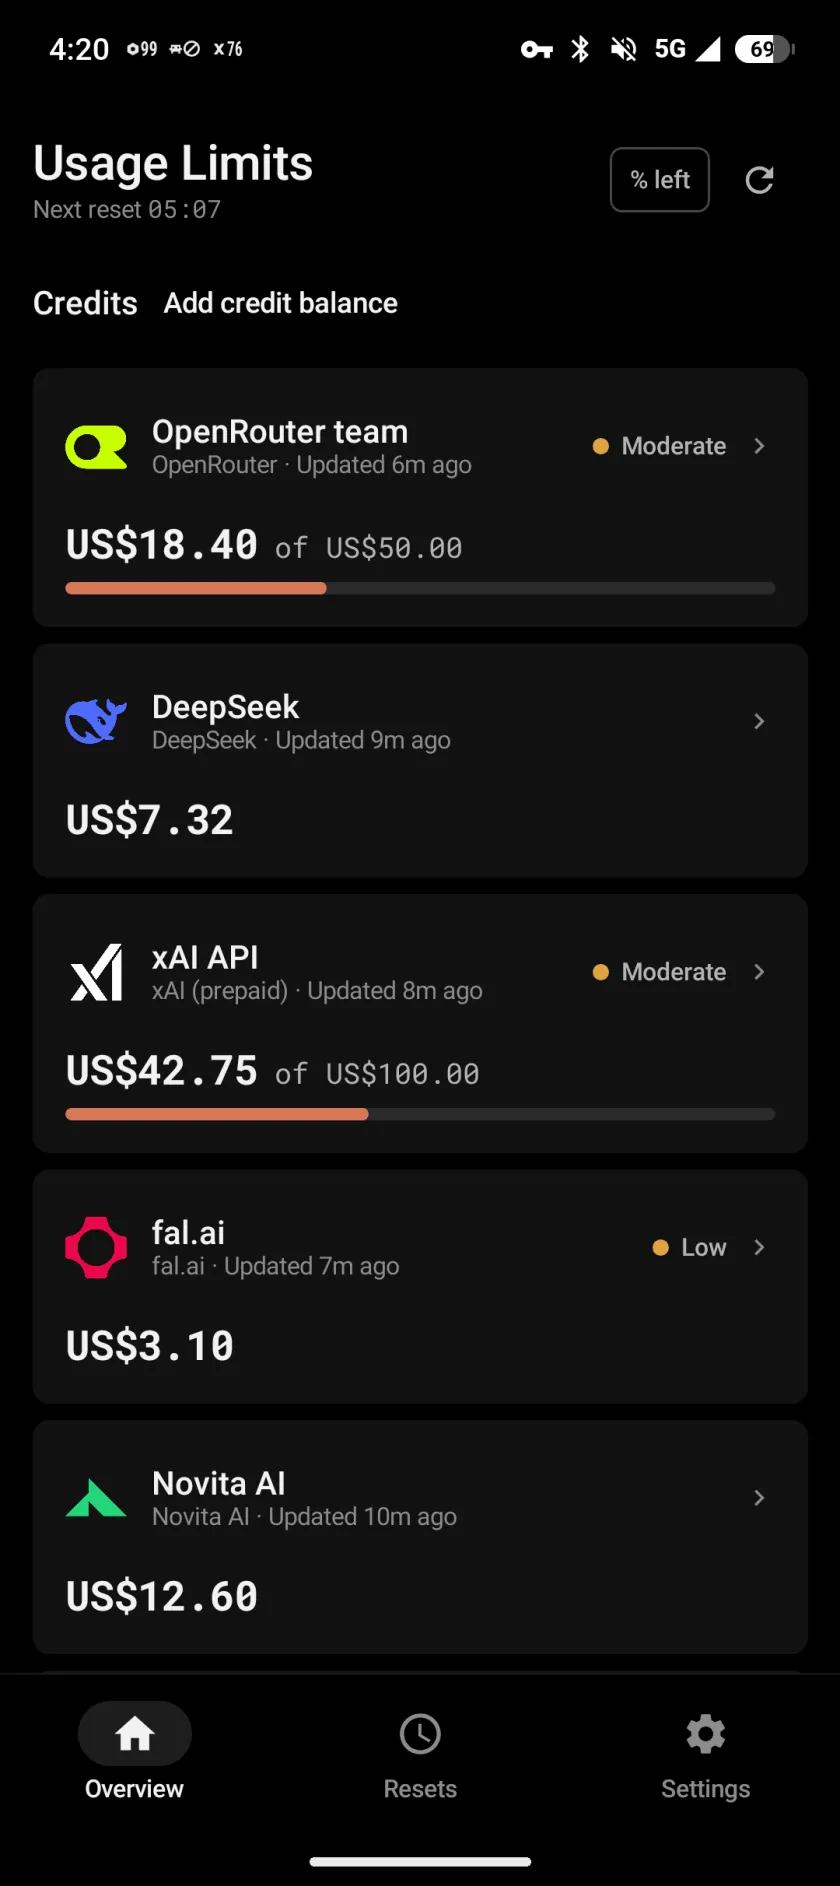 4:20 99 x 76 5G 69
Usage Limits
Next reset 05:07
% left
Credits Add credit balance
OpenRouter team
OpenRouter · Updated 6m ago
Moderate
US$18.40 of US$50.00
DeepSeek
DeepSeek · Updated 9m ago
US$7.32
xAI API
xAI (prepaid) · Updated 8m ago
Moderate
US$42.75 of US$100.00
fal.ai
fal.ai · Updated 7m ago
Low
US$3.10
Novita AI
Novita AI · Updated 10m ago
US$12.60
Overview Resets Settings